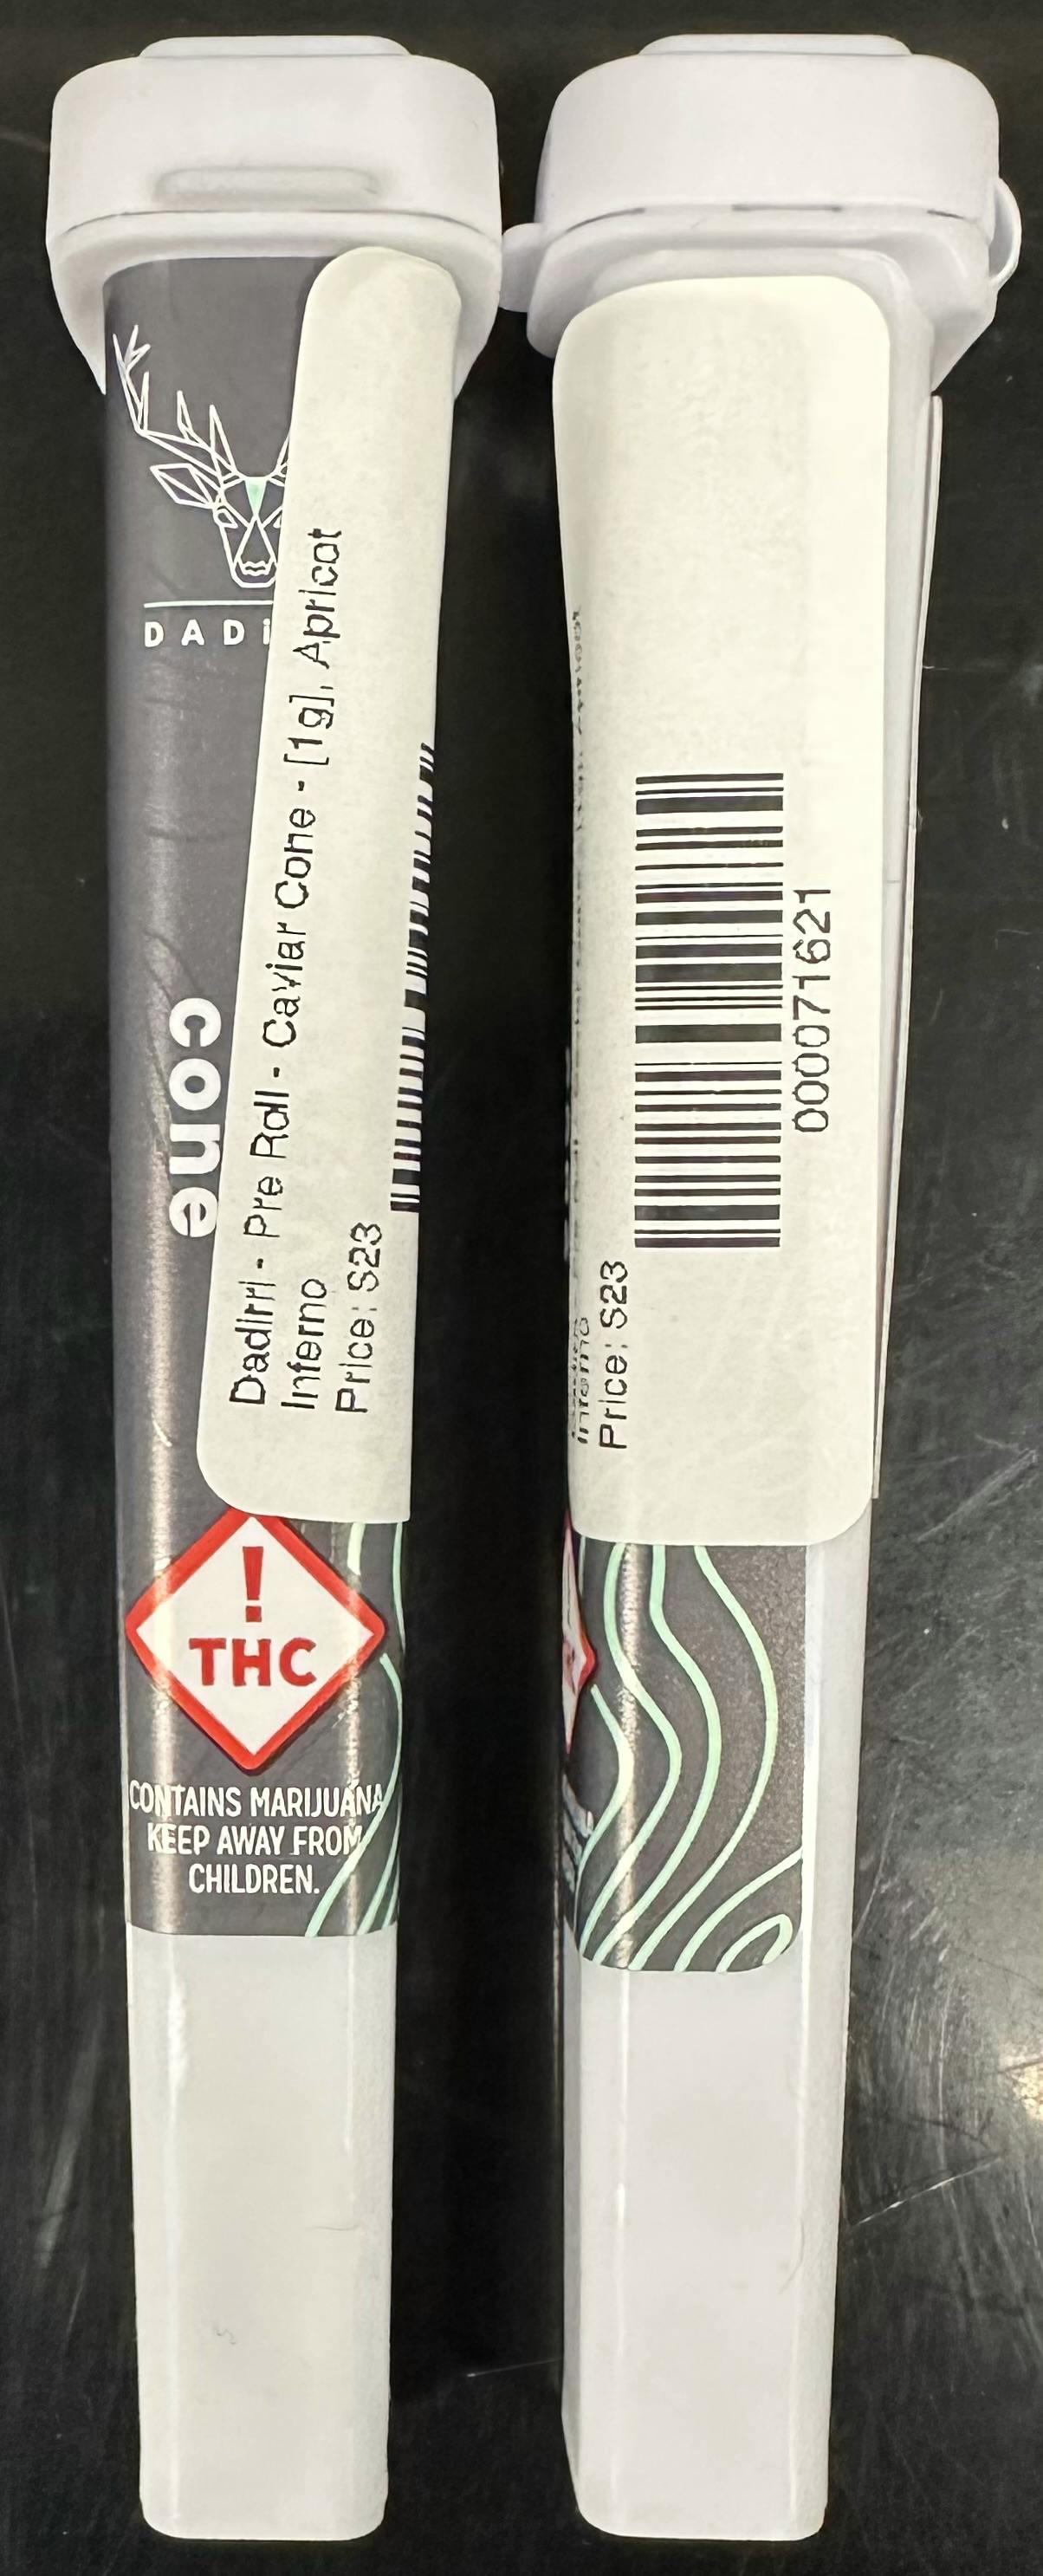 DADi
cone
Dadirri - Pre Roll - Caviar Cone - [1g], Apricot
Inferno
Price: $23
!
THC
CONTAINS MARIJUANA
KEEP AWAY FROM
CHILDREN.
Inferno
Price: $23
000071621